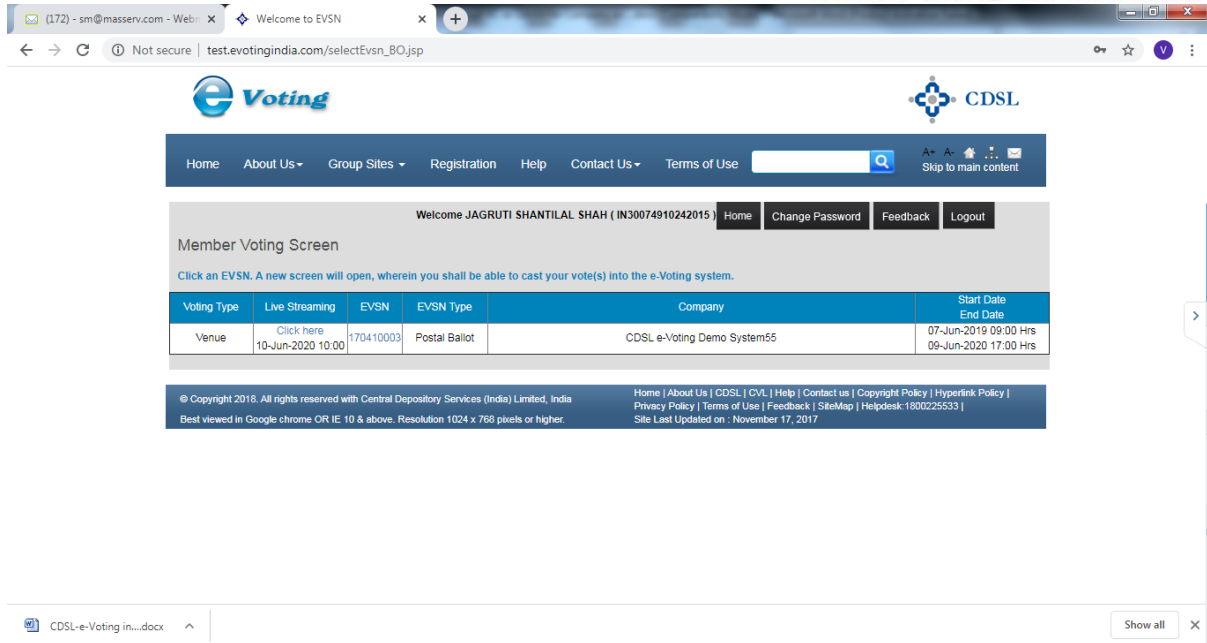 (172) - sm@masserv.com - Web
Welcome to EVSN
Not secure | test.evotingindia.com/selectEvsn_BO.jsp
V
e Voting
CDSL
Home About Us Group Sites Registration Help Contact Us Terms of Use
A+ A-
Skip to main content
Welcome JAGRUTI SHANTILAL SHAH ( IN30074910242015 ) Home Change Password Feedback Logout
Member Voting Screen
Click an EVSN. A new screen will open, wherein you shall be able to cast your vote(s) into the e-Voting system.
Voting Type Live Streaming EVSN EVSN Type Company Start Date
End Date
Venue Click here 170410003 Postal Ballot CDSL e-Voting Demo System55 07-Jun-2019 09:00 Hrs
10-Jun-2020 10:00 09-Jun-2020 17:00 Hrs
© Copyright 2018. All rights reserved with Central Depository Services (India) Limited, India
Best viewed in Google chrome OR IE 10 & above. Resolution 1024 x 768 pixels or higher.
Home | About Us | CDSL | CVL | Help | Contact us | Copyright Policy | Hyperlink Policy |
Privacy Policy | Terms of Use | Feedback | SiteMap | Helpdesk:1800225533 |
Site Last Updated on : November 17, 2017
CDSL-e-Voting in....docx
Show all